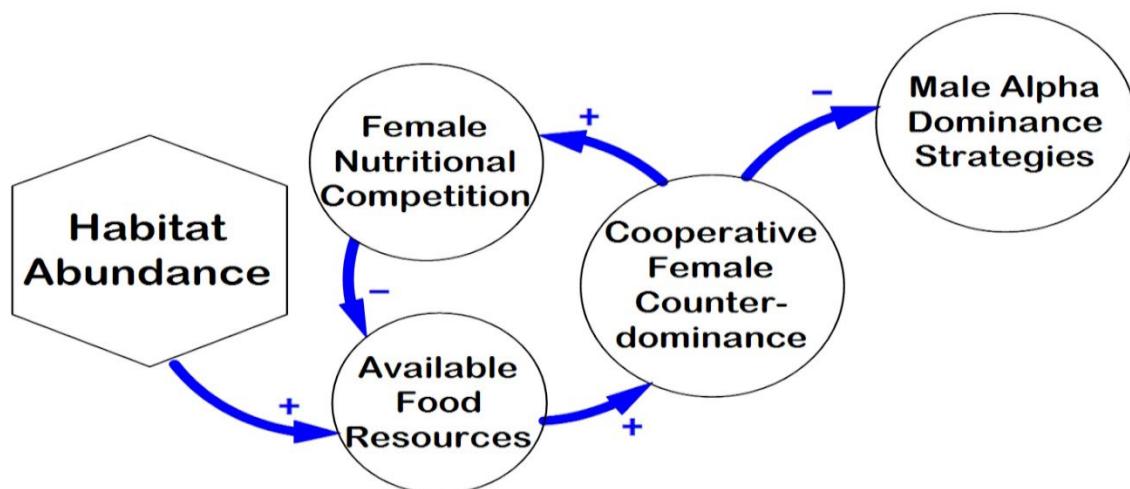 Habitat
Abundance
Female
Nutritional
Competition
Available
Food
Resources
Cooperative
Female
Counter-
dominance
Male Alpha
Dominance
Strategies
+
−
+
+
+
−